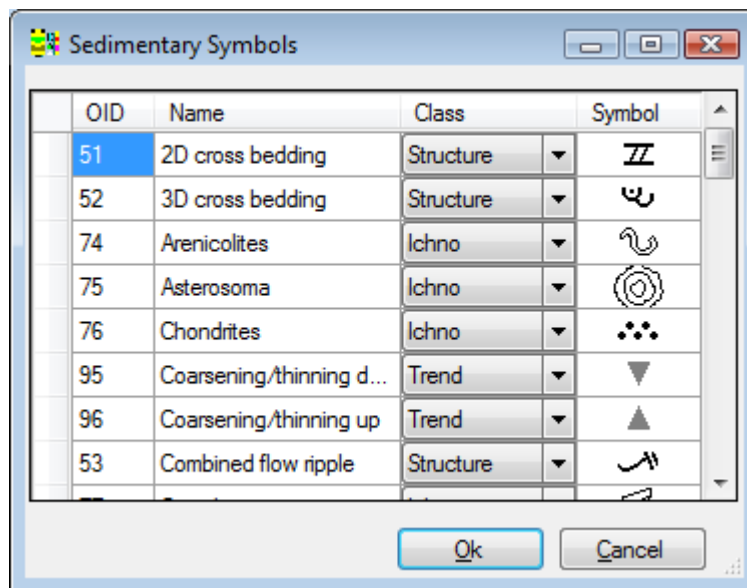 Sedimentary Symbols
OID Name Class Symbol
51 2D cross bedding Structure
52 3D cross bedding Structure
74 Arenicolites Ichno
75 Asterosoma Ichno
76 Chondrites Ichno
95 Coarsening/thinning d... Trend
96 Coarsening/thinning up Trend
53 Combined flow ripple Structure
Ok Cancel